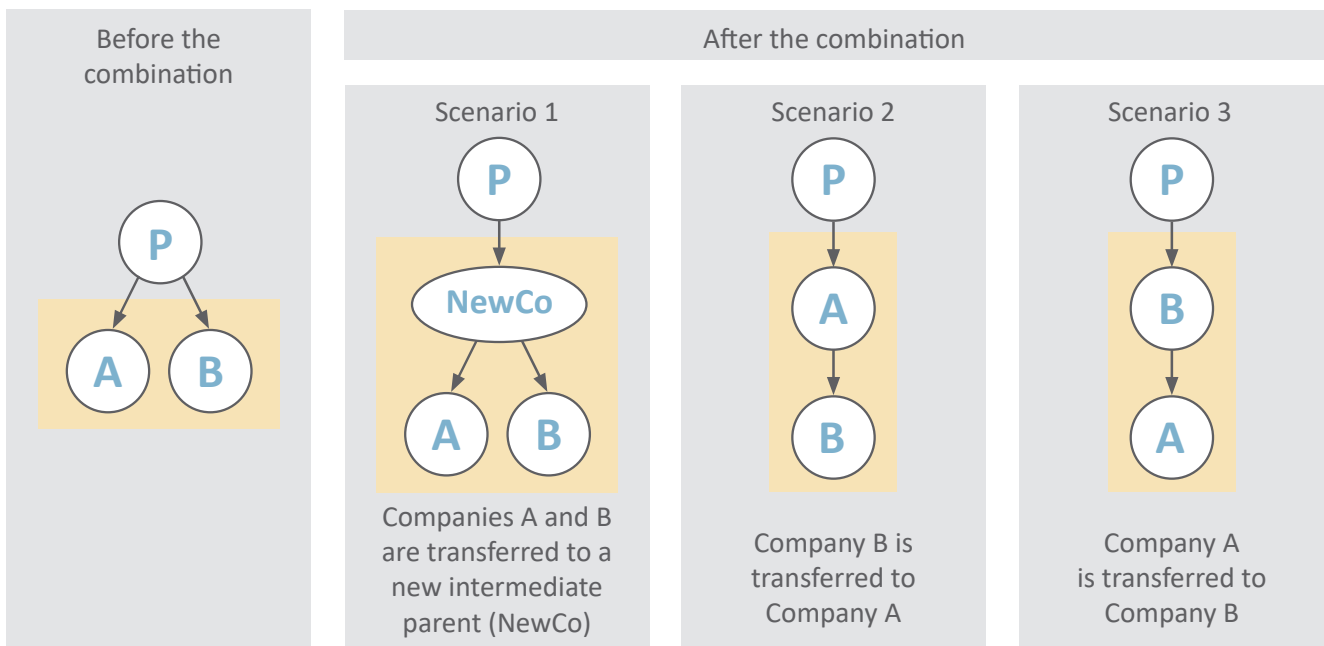 Before the
combination
P
A B
After the combination
Scenario 1
P
NewCo
A B
Companies A and B
are transferred to a
new intermediate
parent (NewCo)
Scenario 2
P
A
B
Company B is
transferred to
Company A
Scenario 3
P
B
A
Company A
is transferred to
Company B